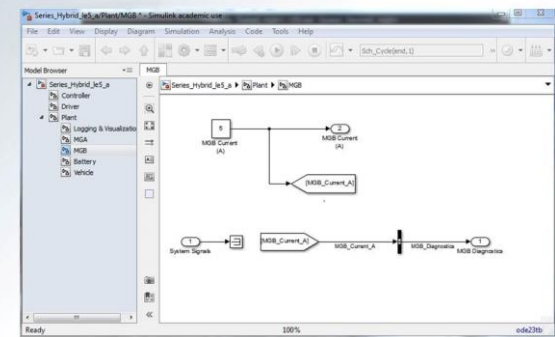 Series_Hybrid_le5_a/Plant/MGB * - Simulink academic use
File Edit View Display Diagram Simulation Analysis Code Tools Help
Sch_Cycle(end,1)
Model Browser
MGB
Series_Hybrid_le5_a
Controller
Driver
Plant
Logging & Visualizatio
MGA
MGB
Battery
Vehicle
Series_Hybrid_le5_a Plant MGB
MGB Current
(A)
2
MGB Current
(A)
[MGB_Current_A]
1
System Signals
[MGB_Current_A]
MGB_Current_A
MGB_Diagnostics
1
MGB Diagnostics
Ready
100%
ode23tb